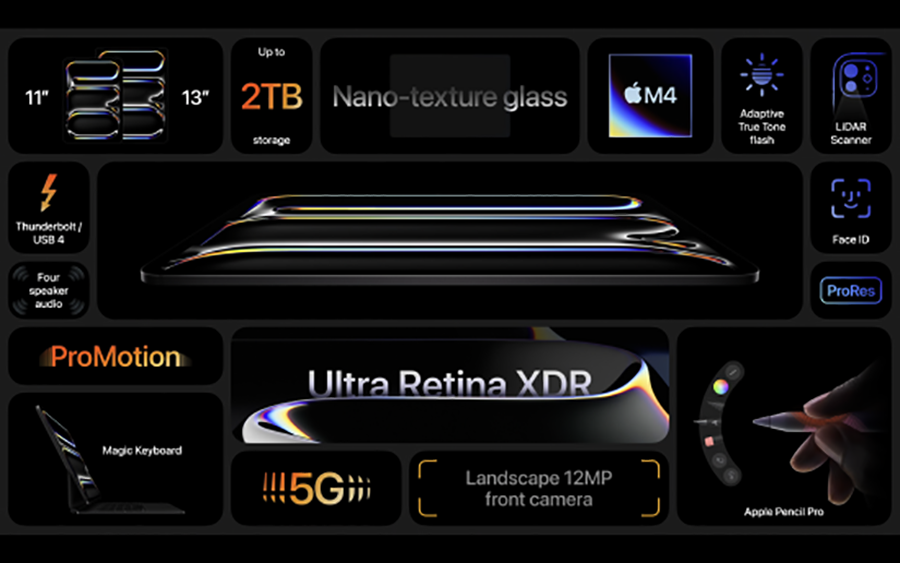 11″
13″
Up to
2TB
storage
Nano-texture glass
M4
Adaptive
True Tone
flash
LiDAR
Scanner
Thunderbolt /
USB 4
Face ID
Four
speaker
audio
ProRes
ProMotion
Ultra Retina XDR
Magic Keyboard
5G
Landscape 12MP
front camera
Apple Pencil Pro